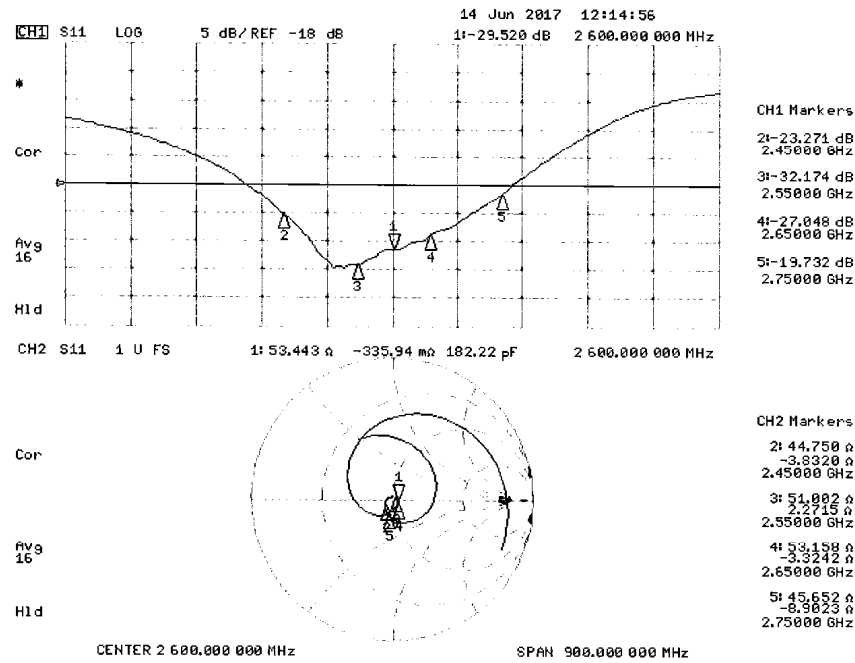 14 Jun 2017 12:14:56
CH1 S11 LOG 5 dB/ REF -18 dB 1:-29.520 dB 2 600.000 000 MHz
*
CH1 Markers
2:-23.271 dB
2.45000 GHz
Cor
3:-32.174 dB
2.55000 GHz
1
2
3
4
5
4:-27.048 dB
2.65000 GHz
Avg
16
5:-19.732 dB
2.75000 GHz
Hld
CH2 S11 1 U FS 1: 53.443 Ω -335.94 mΩ 182.22 pF 2 600.000 000 MHz
CH2 Markers
2: 44.750 Ω
-3.8320 Ω
2.45000 GHz
Cor
1
4
5
3: 51.002 Ω
2.2715 Ω
2.55000 GHz
4: 53.158 Ω
-3.3242 Ω
2.65000 GHz
Avg
16
5: 45.652 Ω
-8.9023 Ω
2.75000 GHz
Hld
CENTER 2 600.000 000 MHz SPAN 900.000 000 MHz